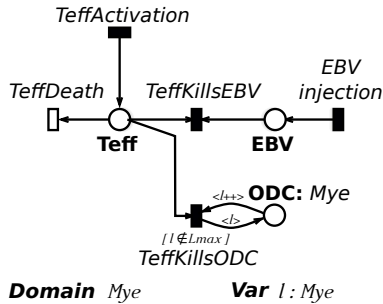 TeffActivation
TeffDeath TeffKillsEBV EBV injection
Teff EBV
ODC: Mye
<l++>
<l>
[ l ∉ Lmax ]
TeffKillsODC
Domain Mye Var l : Mye